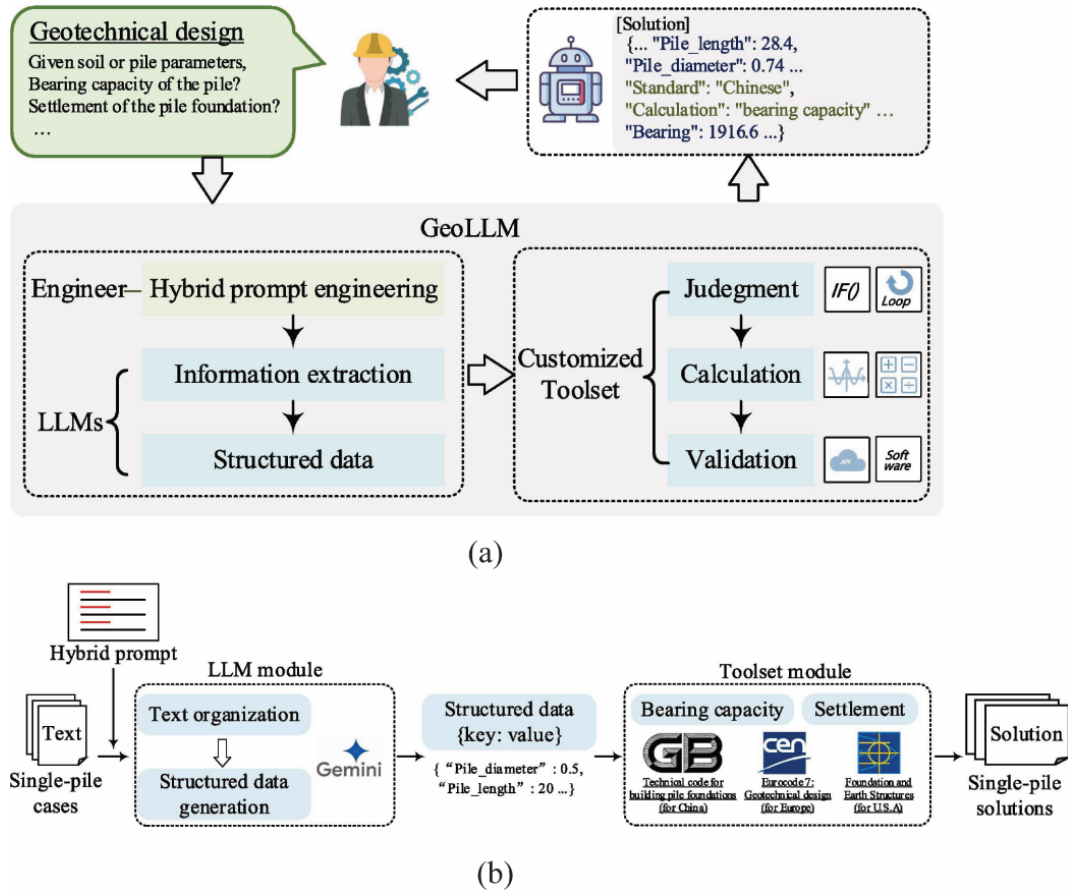 Geotechnical design
Given soil or pile parameters,
Bearing capacity of the pile?
Settlement of the pile foundation?
...
[Solution]
{... "Pile_length": 28.4,
"Pile_diameter": 0.74 ...
"Standard": "Chinese",
"Calculation": "bearing capacity" ...
"Bearing": 1916.6 ...}
GeoLLM
Engineer
Hybrid prompt engineering
LLMs
Information extraction
Structured data
Customized
Toolset
Judegment
IF()
Loop
Calculation
Validation
API
Soft
ware
(a)
Hybrid prompt
Text
Single-pile
cases
LLM module
Text organization
Structured data
generation
Gemini
Structured data
{key: value}
{ “Pile_diameter” : 0.5,
“Pile_length” : 20 ...}
Toolset module
Bearing capacity
Settlement
GB
Technical code for
building pile foundations
(for China)
cen
Eurocode 7:
Geotechnical design
(for Europe)
Foundation and
Earth Structures
(for U.S.A)
Solution
Single-pile
solutions
(b)